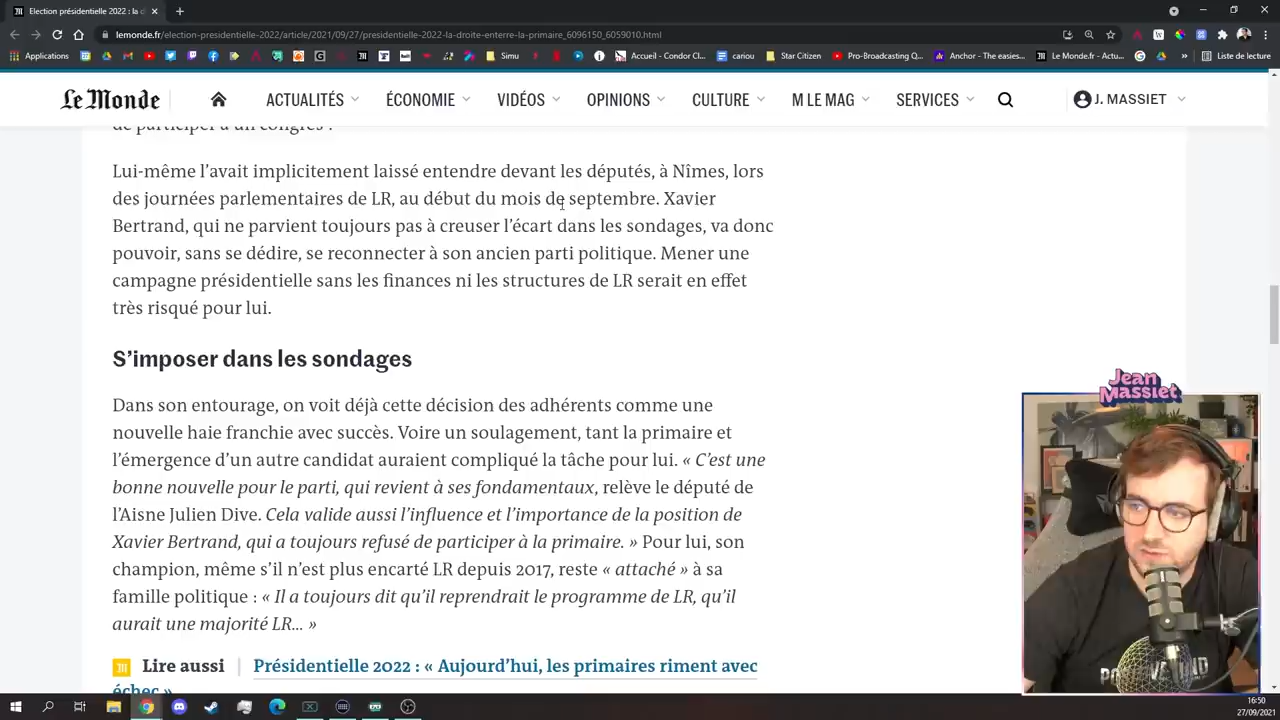 Election présidentielle 2022 : la d
lemonde.fr/election-presidentielle-2022/article/2021/09/27/presidentielle-2022-la-droite-enterre-la-primaire_6096150_6059010.html
Applications
Simu
Accueil - Condor Cl...
cariou
Star Citizen
Pro-Broadcasting Q...
Anchor - The easies...
Le Monde.fr - Actu...
Liste de lecture
Le Monde
ACTUALITÉS
ÉCONOMIE
VIDÉOS
OPINIONS
CULTURE
M LE MAG
SERVICES
J. MASSIET
de participer à un congrès ?
Lui-même l’avait implicitement laissé entendre devant les députés, à Nîmes, lors
des journées parlementaires de LR, au début du mois de septembre. Xavier
Bertrand, qui ne parvient toujours pas à creuser l’écart dans les sondages, va donc
pouvoir, sans se dédire, se reconnecter à son ancien parti politique. Mener une
campagne présidentielle sans les finances ni les structures de LR serait en effet
très risqué pour lui.
S’imposer dans les sondages
Dans son entourage, on voit déjà cette décision des adhérents comme une
nouvelle haie franchie avec succès. Voire un soulagement, tant la primaire et
l’émergence d’un autre candidat auraient compliqué la tâche pour lui. « C’est une
bonne nouvelle pour le parti, qui revient à ses fondamentaux, relève le député de
l’Aisne Julien Dive. Cela valide aussi l’influence et l’importance de la position de
Xavier Bertrand, qui a toujours refusé de participer à la primaire. » Pour lui, son
champion, même s’il n’est plus encarté LR depuis 2017, reste « attaché » à sa
famille politique : « Il a toujours dit qu’il reprendrait le programme de LR, qu’il
aurait une majorité LR... »
Lire aussi
Présidentielle 2022 : « Aujourd’hui, les primaires riment avec
échec »
Jean
Massiet
16:50
27/09/2021